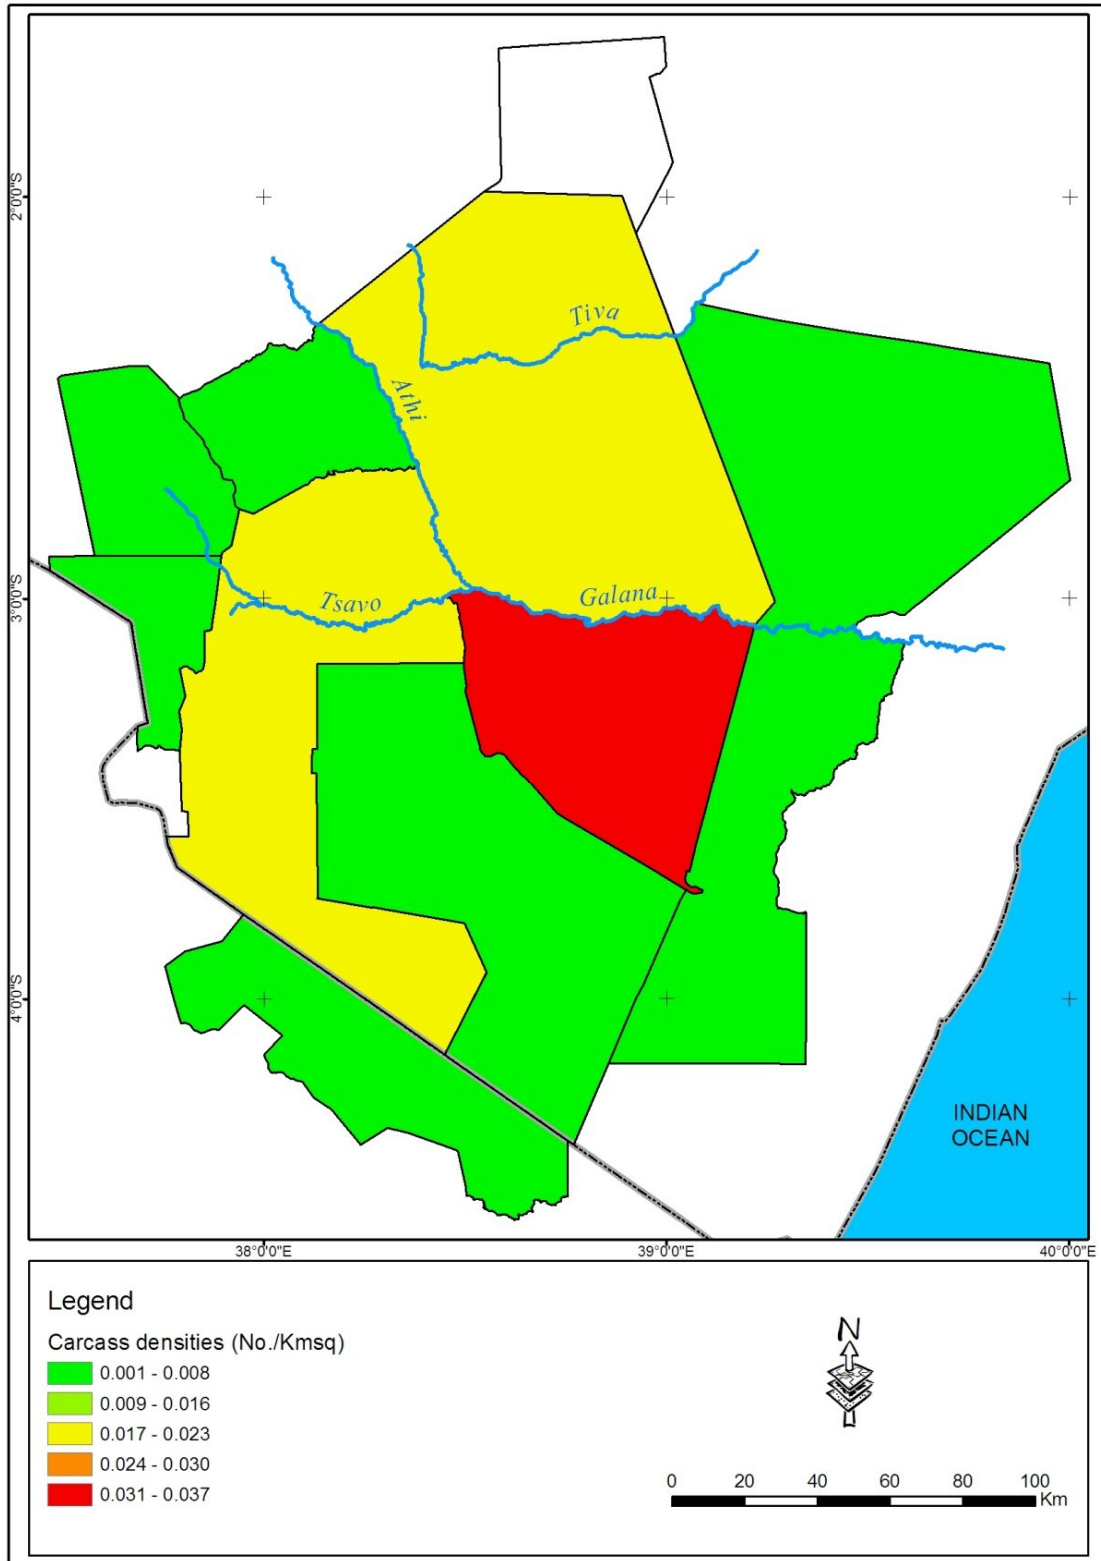 2°0'0"S
Tiva
Athi
3°0'0"S
Tsavo
Galana
4°0'0"S
INDIAN
OCEAN
38°0'0"E
39°0'0"E
40°0'0"E
Legend
Carcass densities (No./Kmsq)
0.001 - 0.008
0.009 - 0.016
0.017 - 0.023
0.024 - 0.030
0.031 - 0.037
N
0 20 40 60 80 100
Km